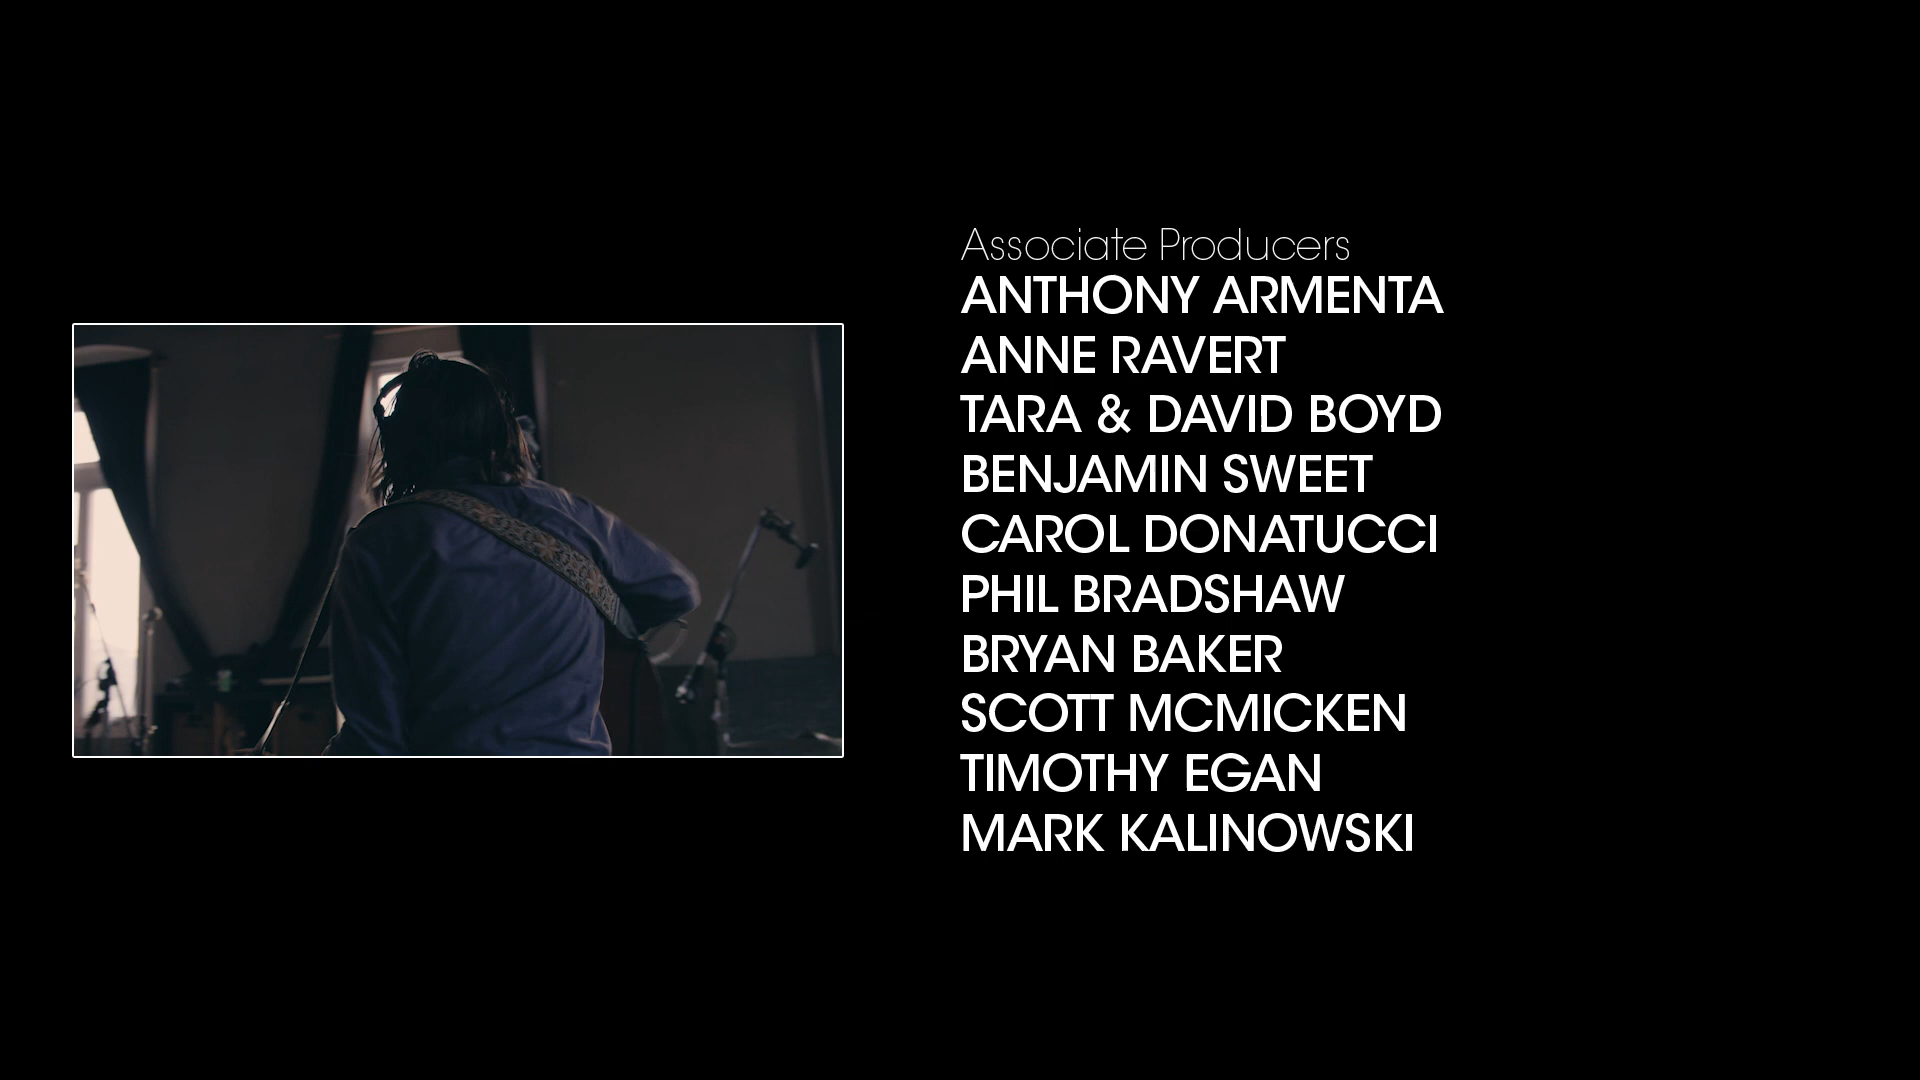 Associate Producers
ANTHONY ARMENTA
ANNE RAVERT
TARA & DAVID BOYD
BENJAMIN SWEET
CAROL DONATUCCI
PHIL BRADSHAW
BRYAN BAKER
SCOTT MCMICKEN
TIMOTHY EGAN
MARK KALINOWSKI